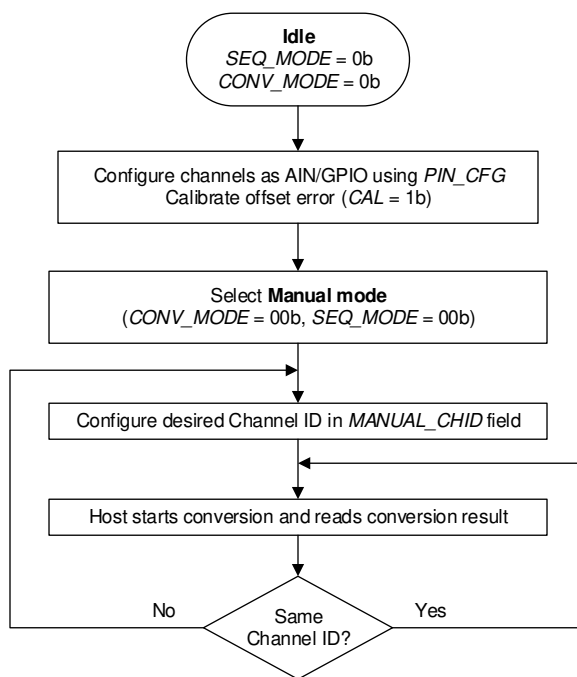 Idle
SEQ_MODE = 0b
CONV_MODE = 0b
Configure channels as AIN/GPIO using PIN_CFG
Calibrate offset error (CAL = 1b)
Select Manual mode
(CONV_MODE = 00b, SEQ_MODE = 00b)
Configure desired Channel ID in MANUAL_CHID field
Host starts conversion and reads conversion result
No
Same
Channel ID?
Yes